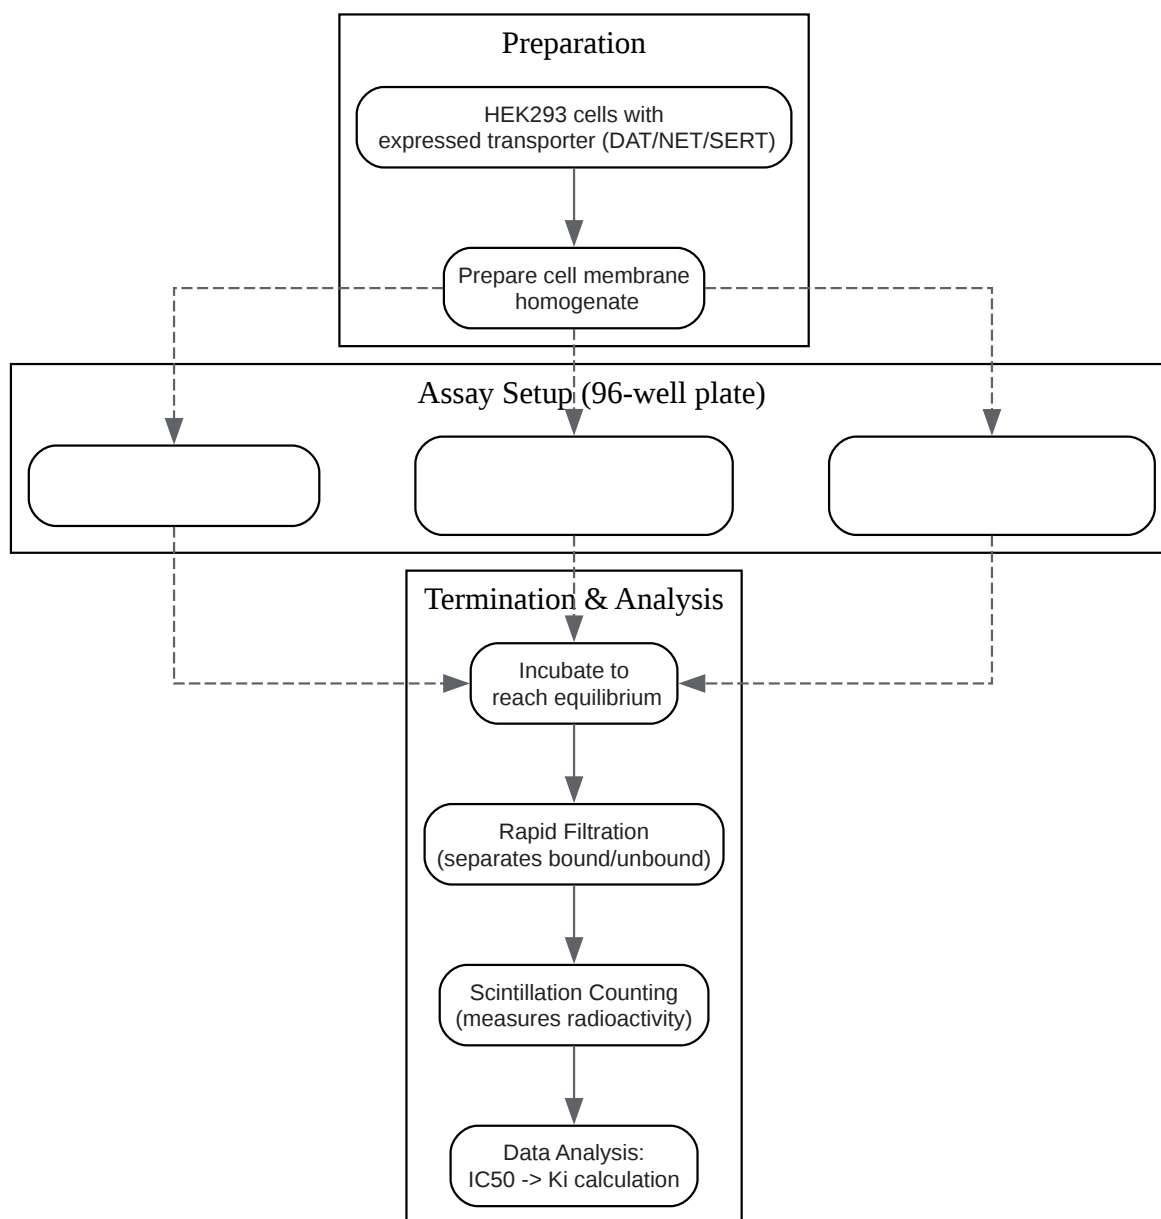 Preparation
HEK293 cells with
expressed transporter (DAT/NET/SERT)
Prepare cell membrane
homogenate
Assay Setup (96-well plate)
Termination & Analysis
Incubate to
reach equilibrium
Rapid Filtration
(separates bound/unbound)
Scintillation Counting
(measures radioactivity)
Data Analysis:
IC50 -> Ki calculation